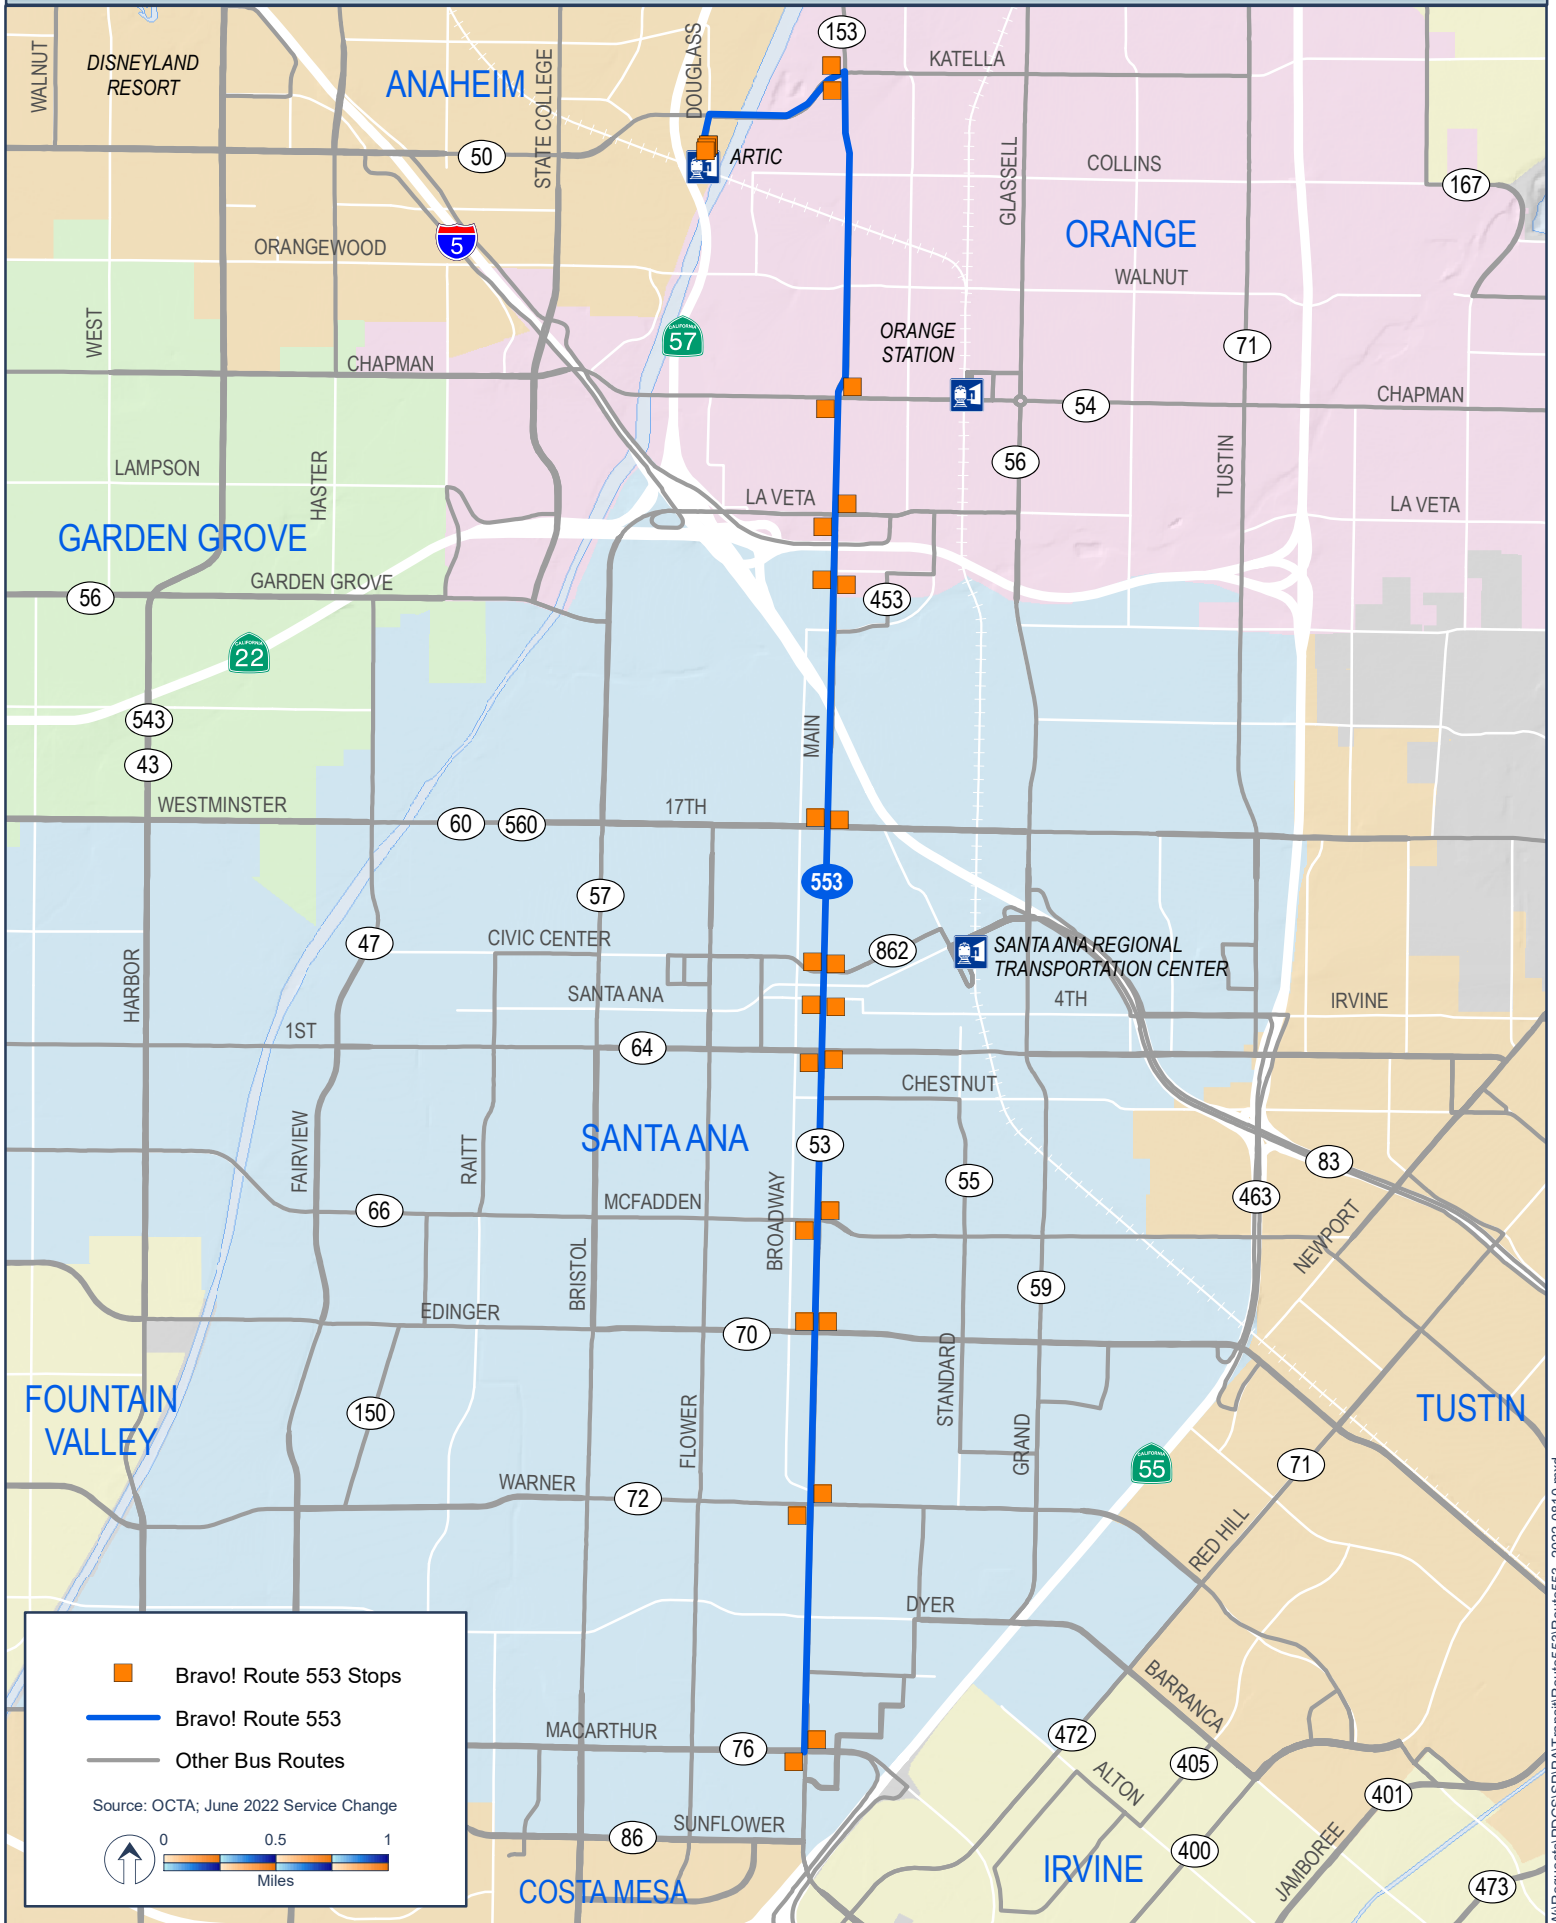 153
WALNUT
DISNEYLAND
RESORT
ANAHEIM
STATE COLLEGE
DOUGLASS
KATELLA
50
ARTIC
GLASSELL
COLLINS
167
ORANGEWOOD
5
ORANGE
WALNUT
WEST
CALIFORNIA
57
ORANGE
STATION
71
CHAPMAN
CHAPMAN
54
LAMPSON
HASTER
56
TUSTIN
LA VETA
LA VETA
GARDEN GROVE
GARDEN GROVE
56
453
CALIFORNIA
22
543
MAIN
43
WESTMINSTER
60
560
17TH
553
57
47
CIVIC CENTER
862
SANTA ANA REGIONAL
TRANSPORTATION CENTER
HARBOR
SANTA ANA
4TH
IRVINE
1ST
64
CHESTNUT
FAIRVIEW
RAITT
SANTA ANA
53
55
83
463
66
MCFADDEN
BROADWAY
NEWPORT
BRISTOL
59
EDINGER
70
STANDARD
FOUNTAIN
VALLEY
150
FLOWER
GRAND
TUSTIN
CALIFORNIA
55
71
WARNER
72
RED HILL
DYER
BARRANCA
Bravo! Route 553 Stops
Bravo! Route 553
Other Bus Routes
Source: OCTA; June 2022 Service Change
0
0.5
1
Miles
MACARTHUR
76
472
405
ALTON
401
SUNFLOWER
86
400
JAMBOREE
IRVINE
COSTA MESA
473